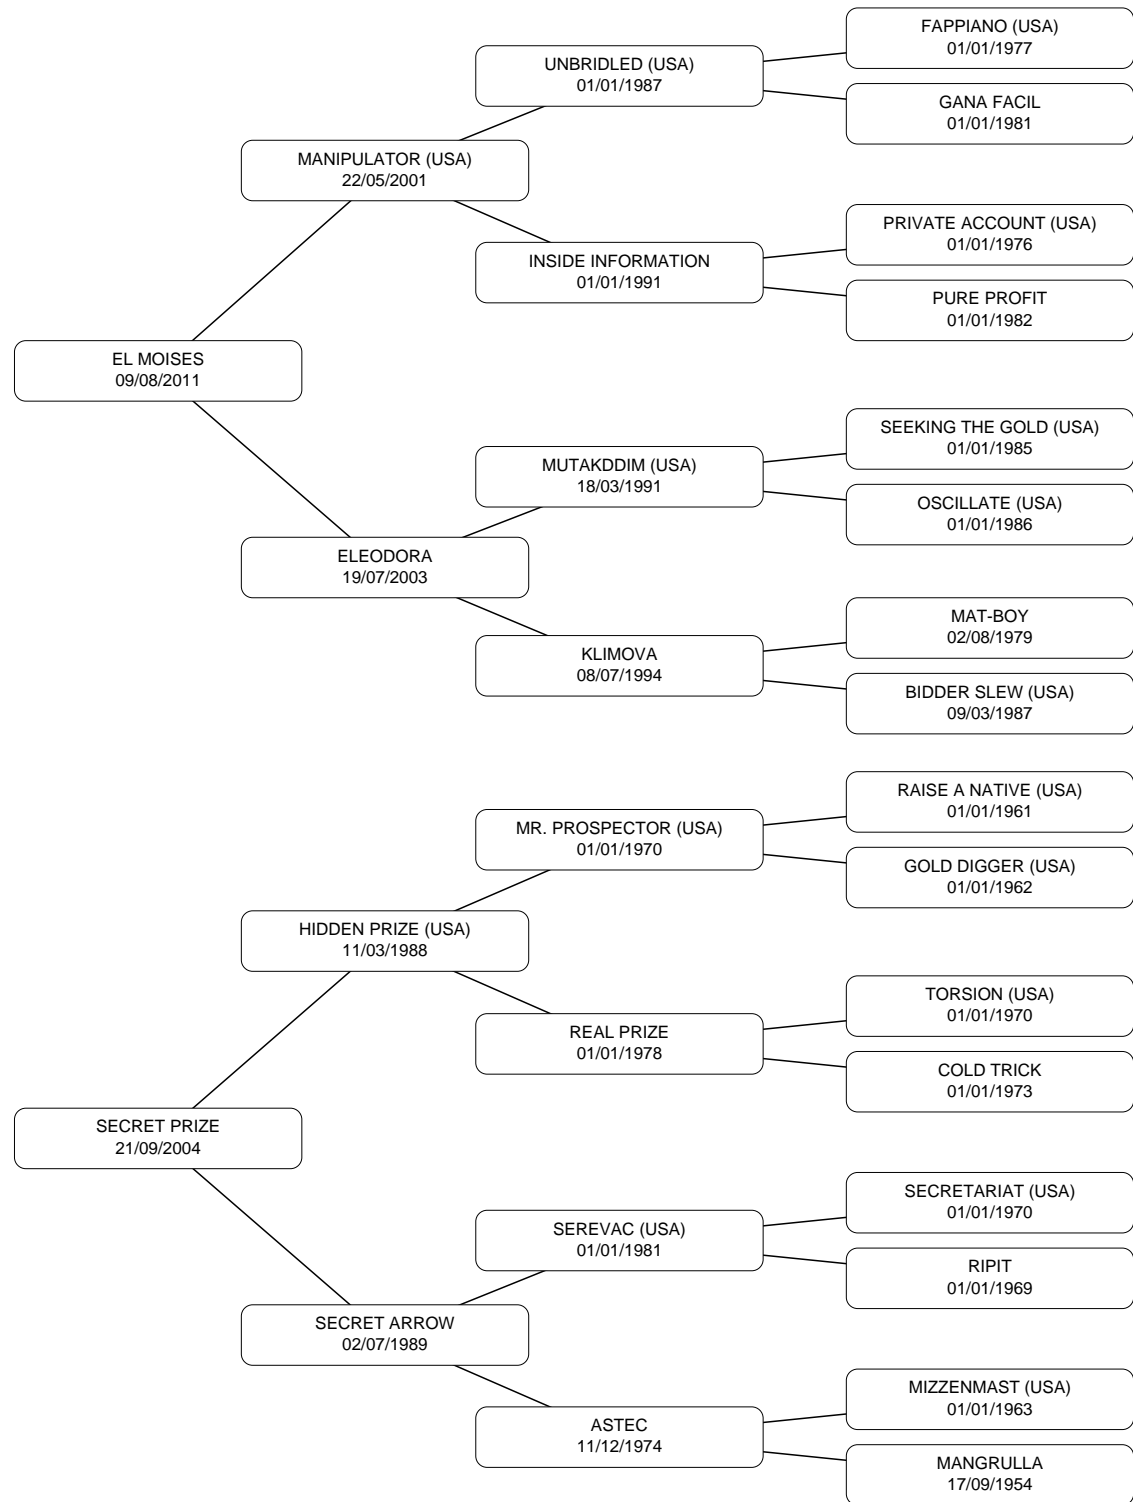 FAPPIANO (USA)
01/01/1977
UNBRIDLED (USA)
01/01/1987
GANA FACIL
01/01/1981
MANIPULATOR (USA)
22/05/2001
PRIVATE ACCOUNT (USA)
01/01/1976
INSIDE INFORMATION
01/01/1991
PURE PROFIT
01/01/1982
EL MOISES
09/08/2011
SEEKING THE GOLD (USA)
01/01/1985
MUTAKDDIM (USA)
18/03/1991
OSCILLATE (USA)
01/01/1986
ELEODORA
19/07/2003
MAT-BOY
02/08/1979
KLIMOVA
08/07/1994
BIDDER SLEW (USA)
09/03/1987
RAISE A NATIVE (USA)
01/01/1961
MR. PROSPECTOR (USA)
01/01/1970
GOLD DIGGER (USA)
01/01/1962
HIDDEN PRIZE (USA)
11/03/1988
TORSION (USA)
01/01/1970
REAL PRIZE
01/01/1978
COLD TRICK
01/01/1973
SECRET PRIZE
21/09/2004
SECRETARIAT (USA)
01/01/1970
SEREVAC (USA)
01/01/1981
RIPIT
01/01/1969
SECRET ARROW
02/07/1989
MIZZENMAST (USA)
01/01/1963
ASTEC
11/12/1974
MANGRULLA
17/09/1954